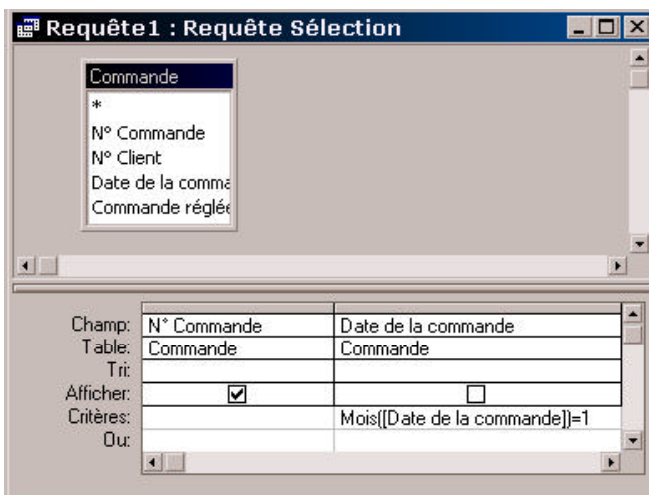 Requête1 : Requête Sélection
Commande
*
N° Commande
N° Client
Date de la comma
Commande réglée
Champ: N° Commande Date de la commande
Table: Commande Commande
Tri:
Afficher:
Critères: Mois([Date de la commande])=1
Ou: